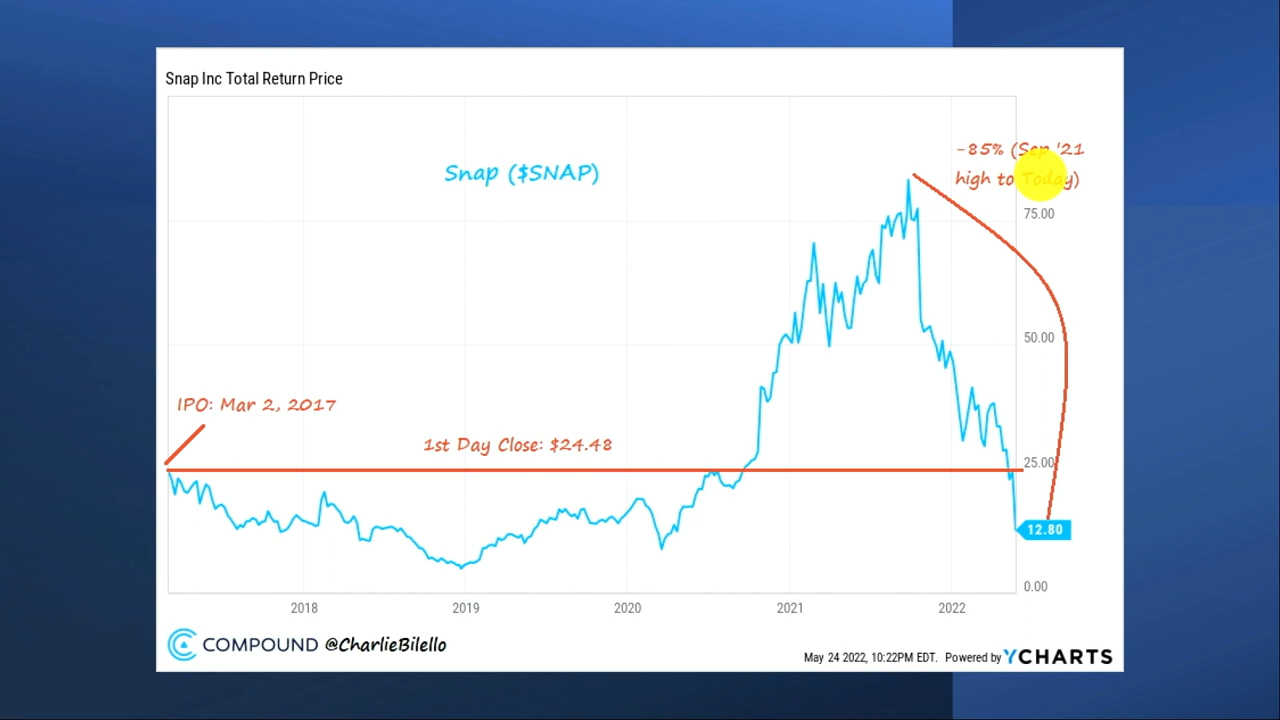 Snap Inc Total Return Price
Snap ($SNAP)
-85% (Sep '21
high to Today)
75.00
50.00
IPO: Mar 2, 2017
1st Day Close: $24.48
25.00
12.80
0.00
2018 2019 2020 2021 2022
COMPOUND @CharlieBilello
May 24 2022, 10:22PM EDT. Powered by YCHARTS